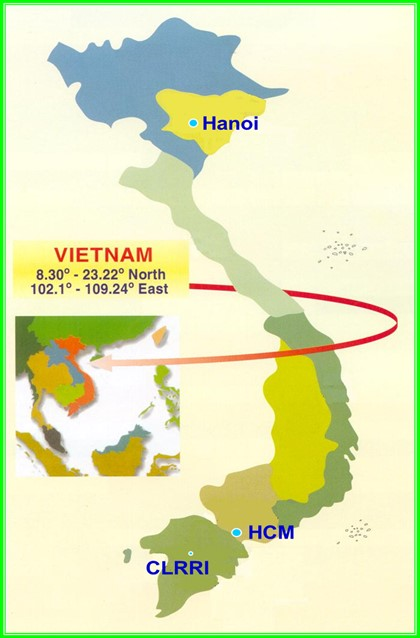 Hanoi
VIETNAM
8.30° - 23.22° North
102.1° - 109.24° East
HCM
CLRRI